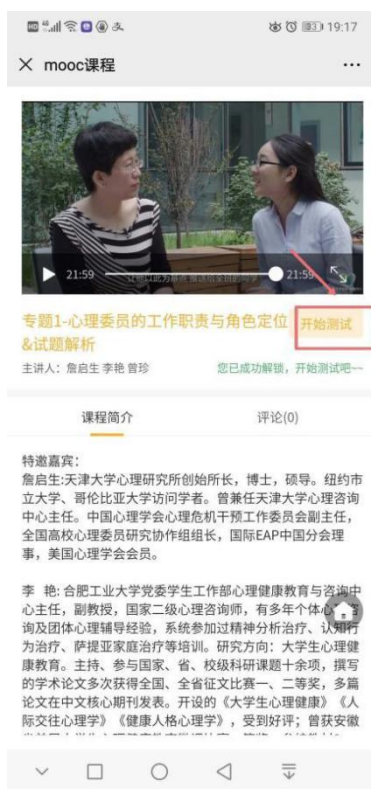 HD 83 19:17
× mooc课程 ...
21:59 21:59
专题1-心理委员的工作职责与角色定位 开始测试
&试题解析
主讲人：詹启生 李艳 曾珍 您已成功解锁，开始测试吧~~
课程简介 评论(0)
特邀嘉宾：
詹启生:天津大学心理研究所创始所长，博士，硕导。纽约市
立大学、哥伦比亚大学访问学者。曾兼任天津大学心理咨询
中心主任。中国心理学会心理危机干预工作委员会副主任，
全国高校心理委员研究协作组组长，国际EAP中国分会理
事，美国心理学会会员。
李 艳: 合肥工业大学党委学生工作部心理健康教育与咨询中
心主任，副教授，国家二级心理咨询师，有多年个体心理咨
询及团体心理辅导经验，系统参加过精神分析治疗、认知行
为治疗、萨提亚家庭治疗等培训。研究方向：大学生心理健
康教育。主持、参与国家、省、校级科研课题十余项，撰写
的学术论文多次获得全国、全省征文比赛一、二等奖，多篇
论文在中文核心期刊发表。开设的《大学生心理健康》《人
际交往心理学》《健康人格心理学》，受到好评；曾获安徽